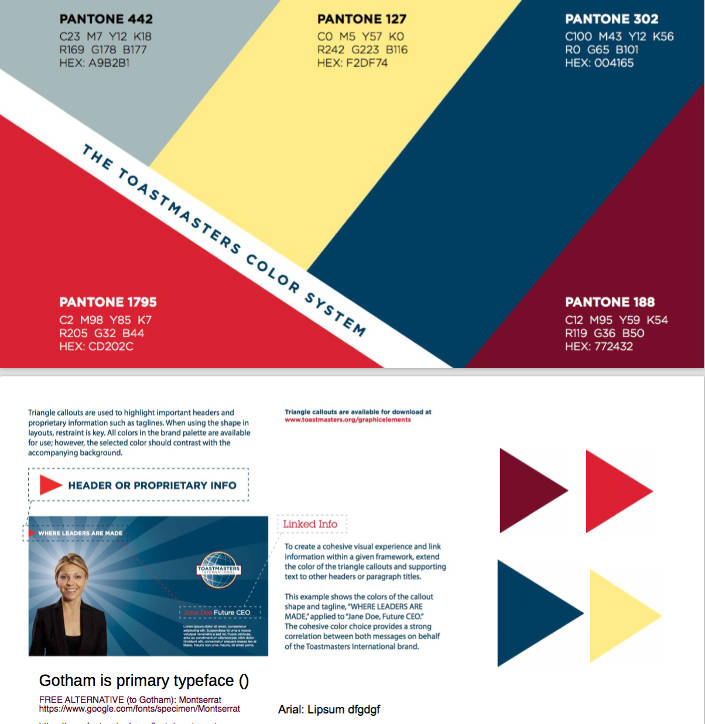 PANTONE 442
C23 M7 Y12 K18
R169 G178 B177
HEX: A9B2B1
PANTONE 127
C0 M5 Y57 K0
R242 G223 B116
HEX: F2DF74
PANTONE 302
C100 M43 Y12 K56
R0 G65 B101
HEX: 004165
THE TOASTMASTERS COLOR SYSTEM
PANTONE 1795
C2 M98 Y85 K7
R205 G32 B44
HEX: CD202C
PANTONE 188
C12 M95 Y59 K54
R119 G36 B50
HEX: 772432
Triangle callouts are used to highlight important headers and
proprietary information such as taglines. When using the shape in
layouts, restraint is key. All colors in the brand palette are available
for use; however, the selected color should contrast with the
accompanying background.
Triangle callouts are available for download at
www.toastmasters.org/graphicelements
HEADER OR PROPRIETARY INFO
WHERE LEADERS ARE MADE
TOASTMASTERS
INTERNATIONAL
Jane Doe, Future CEO
Linked Info
To create a cohesive visual experience and link
information within a given framework, extend
the color of the triangle callouts and supporting
text to other headers or paragraph titles.
This example shows the colors of the callout
shape and tagline, "WHERE LEADERS ARE
MADE," applied to "Jane Doe, Future CEO."
The cohesive color choice provides a strong
correlation between both messages on behalf
of the Toastmasters International brand.
Gotham is primary typeface ()
FREE ALTERNATIVE (to Gotham): Montserrat
https://www.google.com/fonts/specimen/Montserrat
Arial: Lipsum dfgdgf